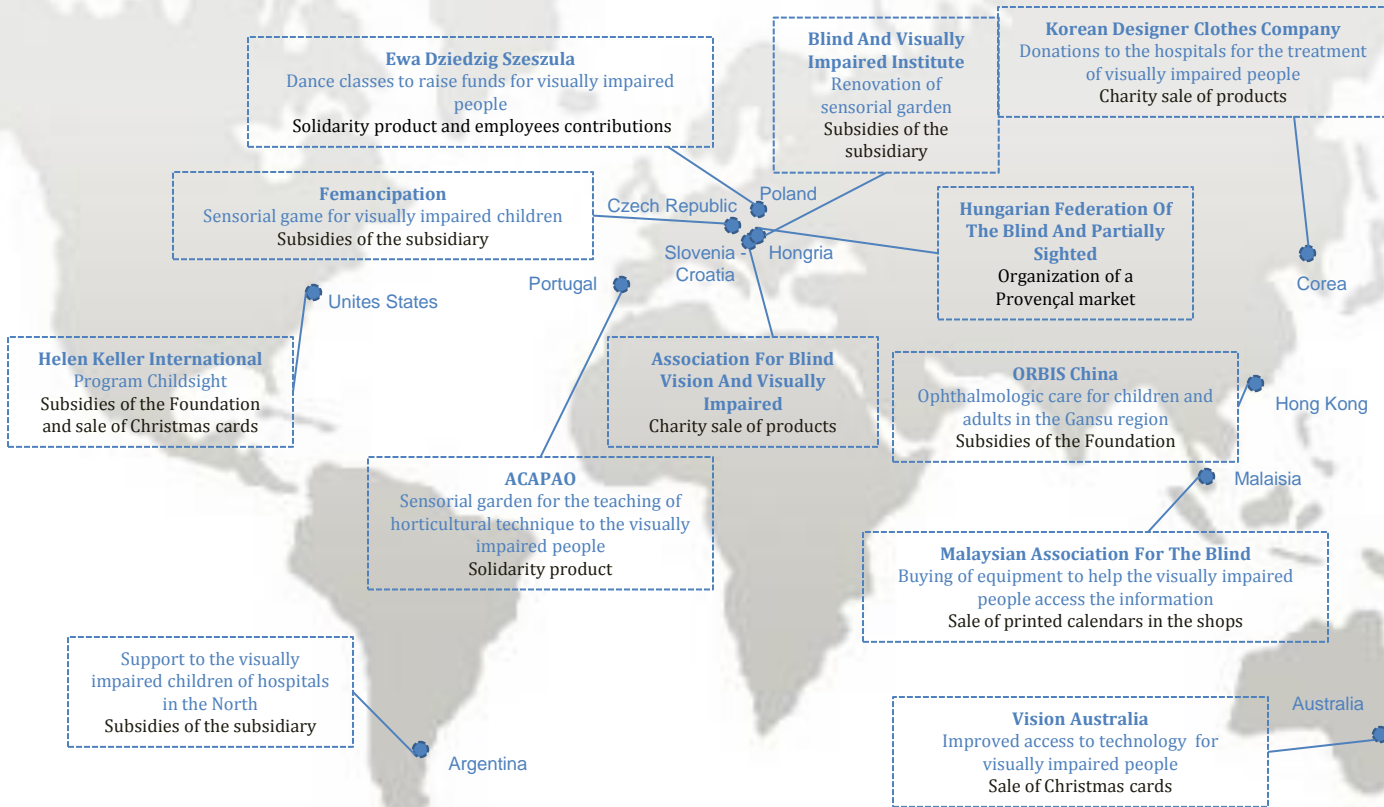 Korean Designer Clothes Company
Donations to the hospitals for the treatment
of visually impaired people
Charity sale of products
Blind And Visually
Impaired Institute
Renovation of
sensorial garden
Subsidies of the
subsidiary
Ewa Dziedzig Szeszula
Dance classes to raise funds for visually impaired
people
Solidarity product and employees contributions
Femancipation
Sensorial game for visually impaired children
Subsidies of the subsidiary
Czech Republic
Poland
Slovenia -
Croatia
Hongria
Hungarian Federation Of
The Blind And Partially
Sighted
Organization of a
Provençal market
Portugal
Unites States
Corea
Helen Keller International
Program Childsight
Subsidies of the Foundation
and sale of Christmas cards
Association For Blind
Vision And Visually
Impaired
Charity sale of products
ORBIS China
Ophthalmologic care for children and
adults in the Gansu region
Subsidies of the Foundation
Hong Kong
ACAPAO
Sensorial garden for the teaching of
horticultural technique to the visually
impaired people
Solidarity product
Malaisia
Malaysian Association For The Blind
Buying of equipment to help the visually impaired
people access the information
Sale of printed calendars in the shops
Support to the visually
impaired children of hospitals
in the North
Subsidies of the subsidiary
Argentina
Vision Australia
Improved access to technology for
visually impaired people
Sale of Christmas cards
Australia